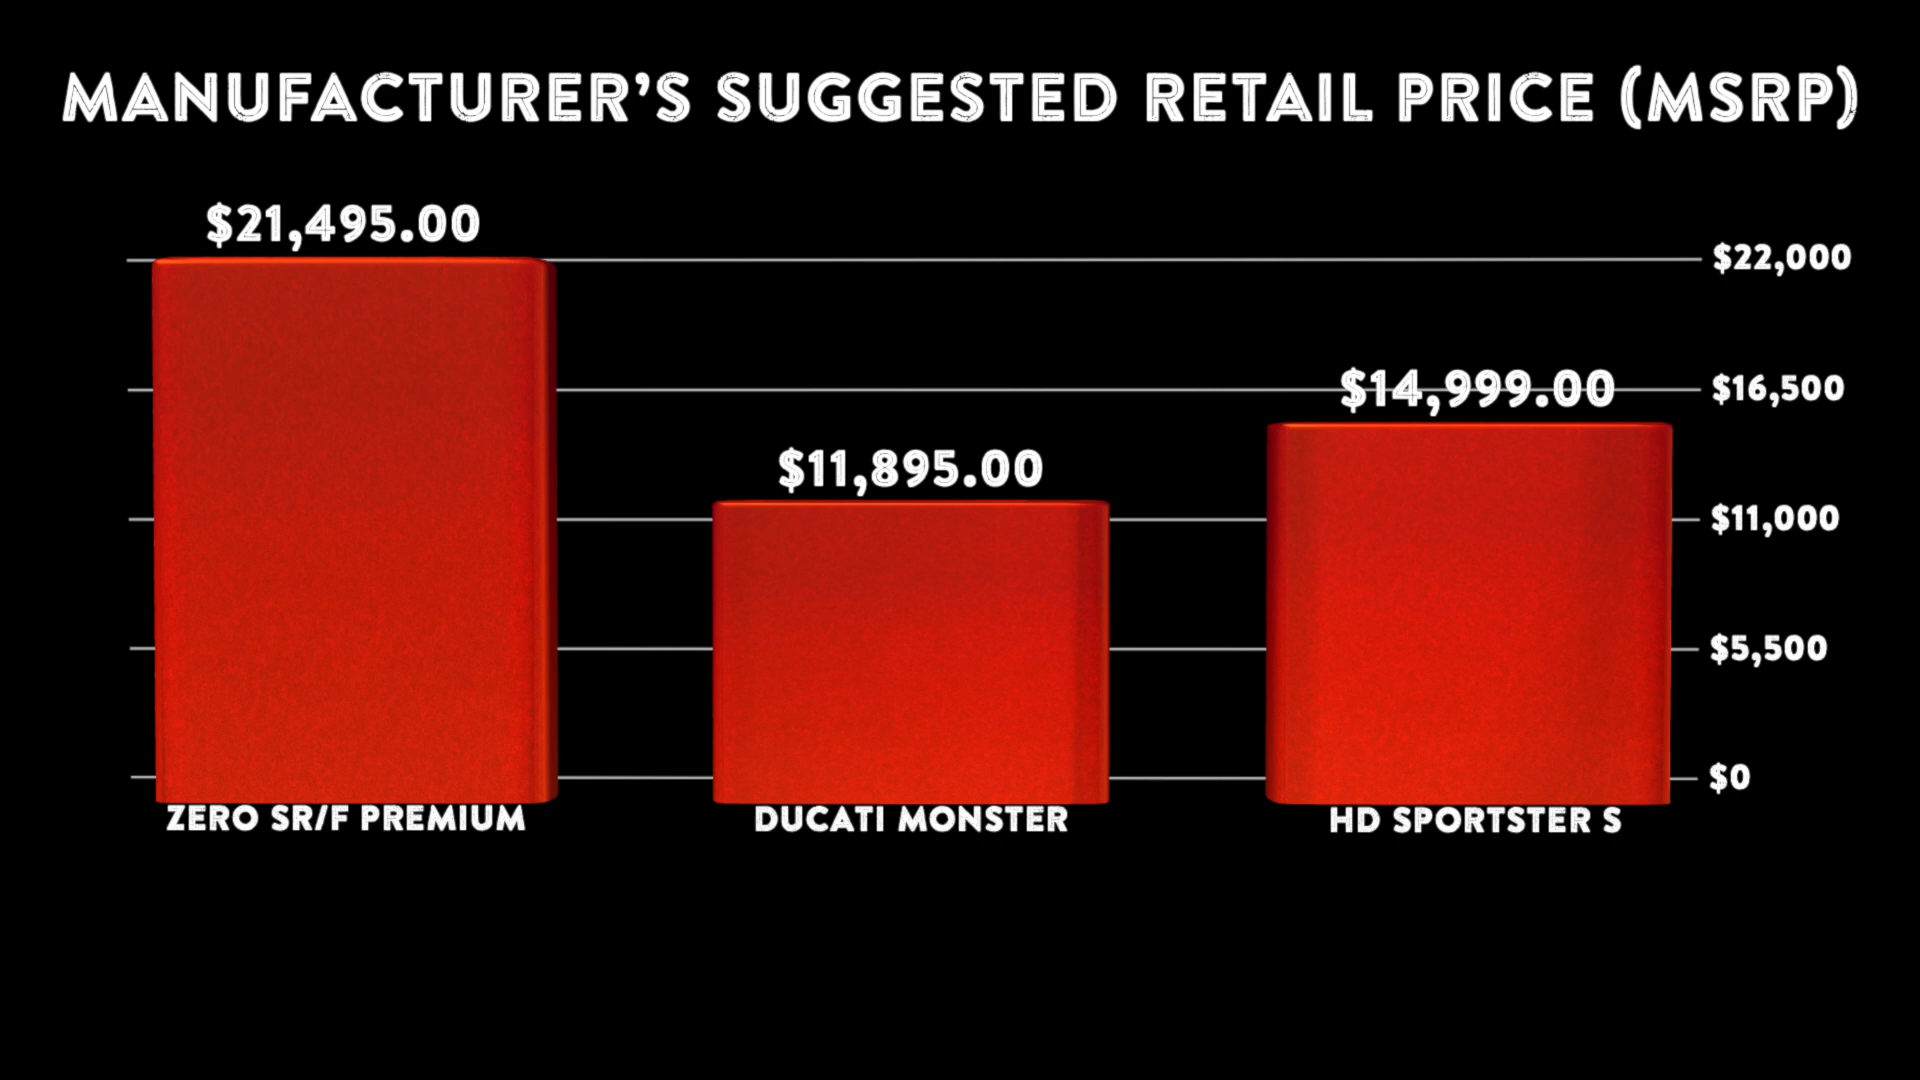 MANUFACTURER'S SUGGESTED RETAIL PRICE (MSRP)
$21,495.00
$22,000
$14,999.00
$16,500
$11,895.00
$11,000
$5,500
$0
ZERO SR/F PREMIUM
DUCATI MONSTER
HD SPORTSTER S